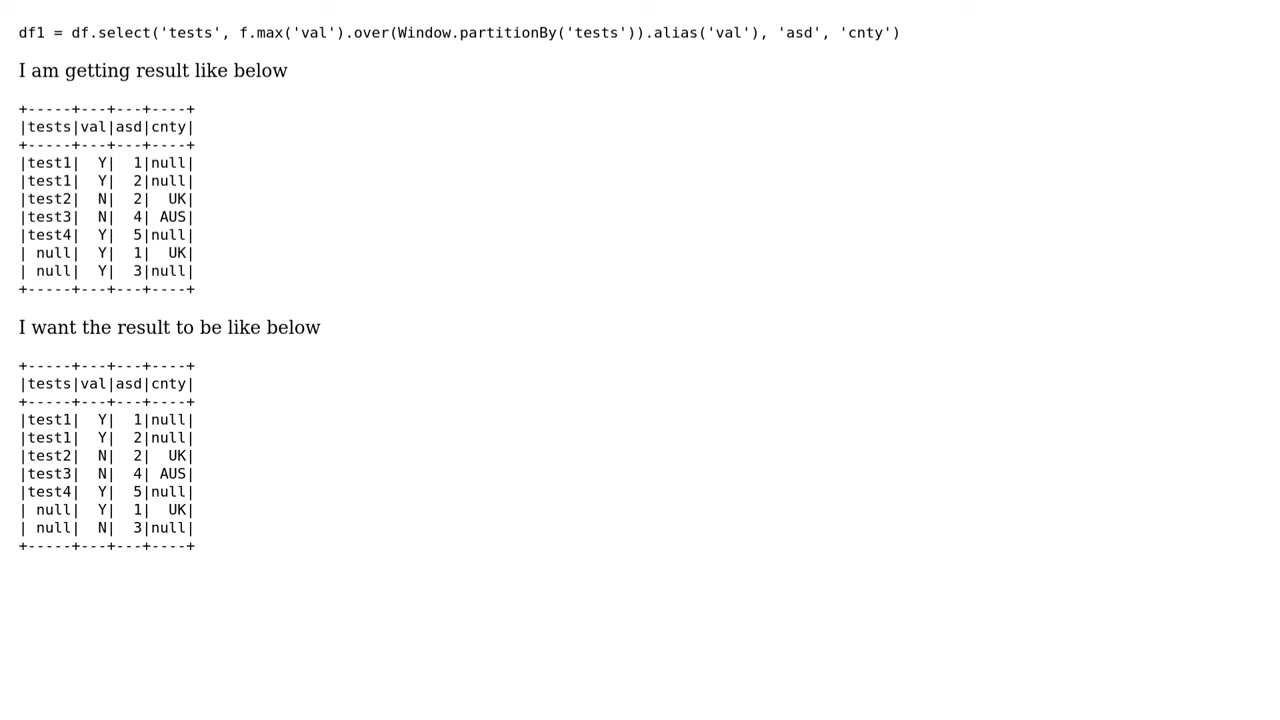 df1 = df.select('tests', f.max('val').over(Window.partitionBy('tests')).alias('val'), 'asd', 'cnty')
I am getting result like below
+-----+---+---+----+
|tests|val|asd|cnty|
+-----+---+---+----+
|test1|  Y|  1|null|
|test1|  Y|  2|null|
|test2|  N|  2|  UK|
|test3|  N|  4| AUS|
|test4|  Y|  5|null|
| null|  Y|  1|  UK|
| null|  Y|  3|null|
+-----+---+---+----+
I want the result to be like below
+-----+---+---+----+
|tests|val|asd|cnty|
+-----+---+---+----+
|test1|  Y|  1|null|
|test1|  Y|  2|null|
|test2|  N|  2|  UK|
|test3|  N|  4| AUS|
|test4|  Y|  5|null|
| null|  Y|  1|  UK|
| null|  N|  3|null|
+-----+---+---+----+